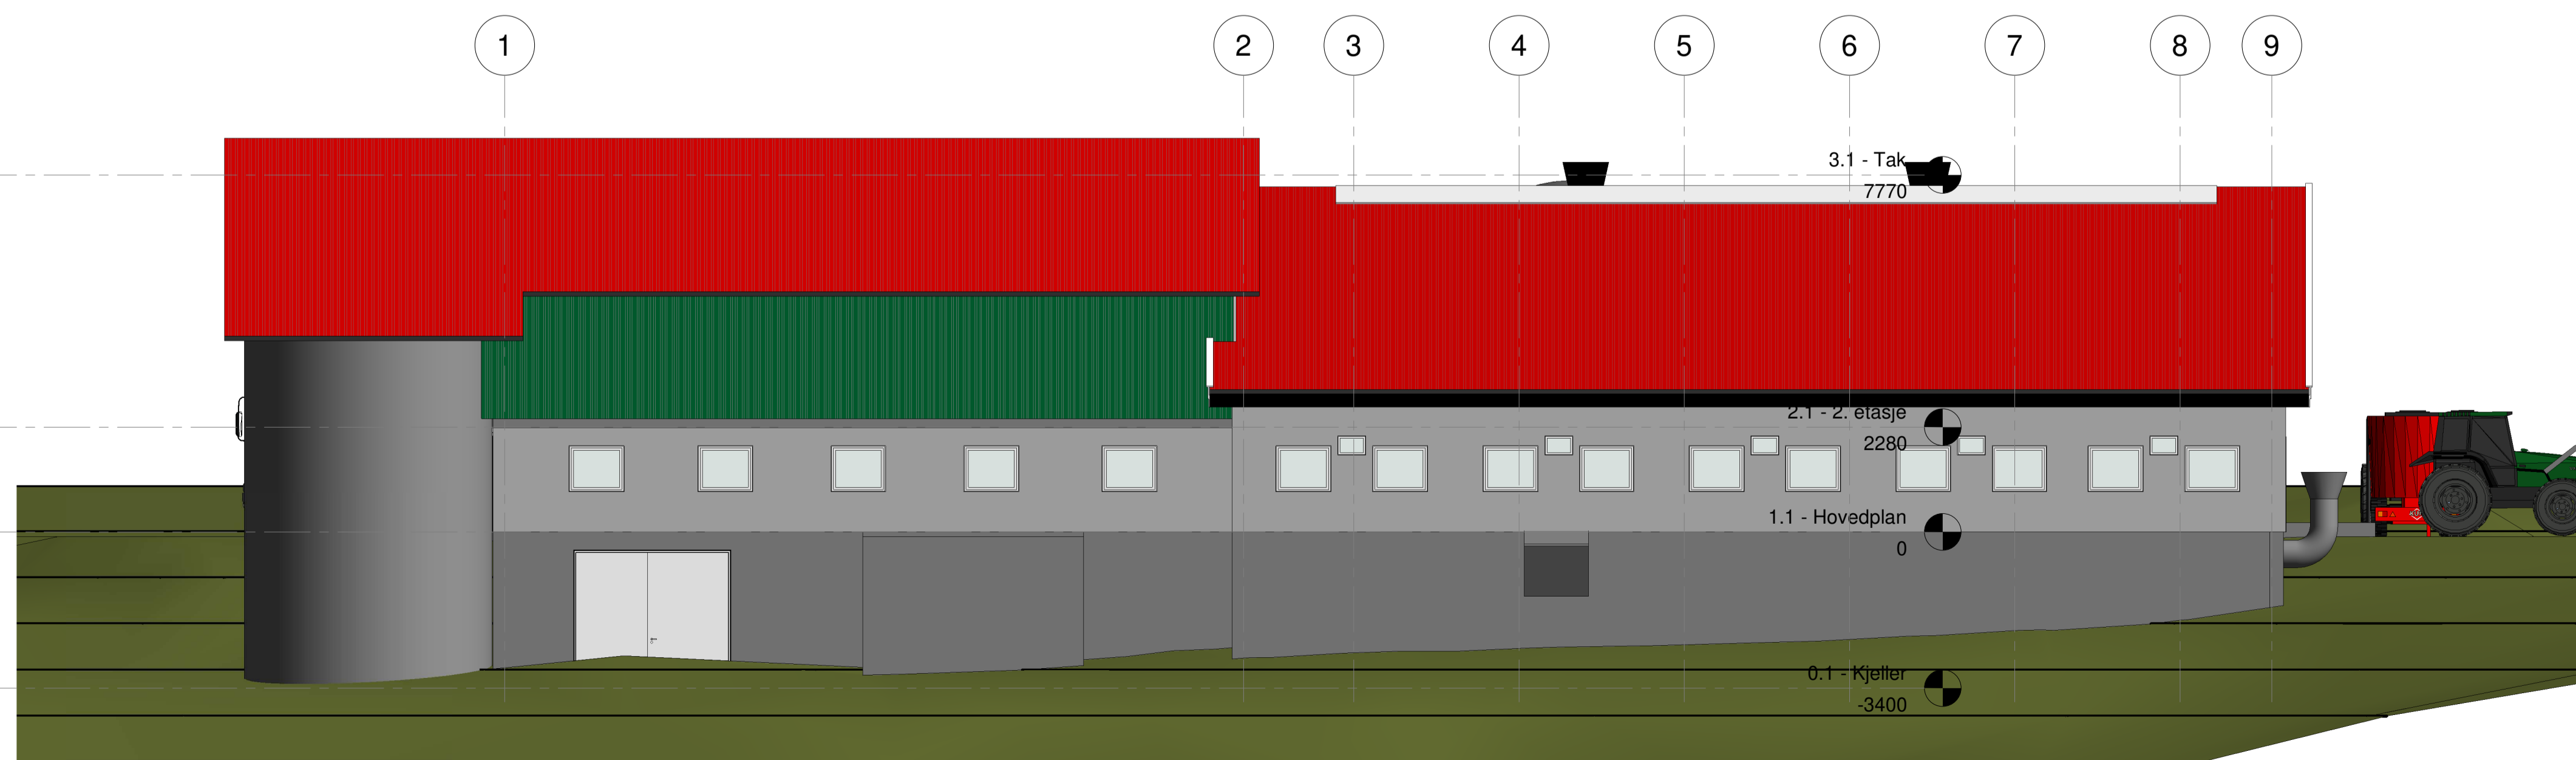 1 2 3 4 5 6 7 8 9
3.1 - Tak
7770
2.1 - 2. etasje
2280
1.1 - Hovedplan
0
0.1 - Kjeller
-3400